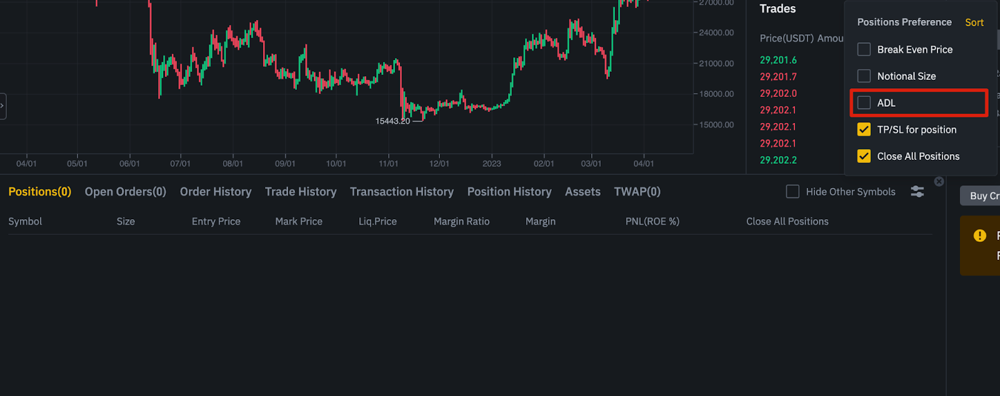 27000.00
24000.00
21000.00
18000.00
15000.00
15443.20
04/01 05/01 06/01 07/01 08/01 09/01 10/01 11/01 12/01 2023 02/01 03/01 04/01
Trades
Price(USDT) Amou
29,201.6
29,201.7
29,202.0
29,202.1
29,202.1
29,202.1
29,202.2
Positions Preference Sort
Break Even Price
Notional Size
ADL
TP/SL for position
Close All Positions
Positions(0) Open Orders(0) Order History Trade History Transaction History Position History Assets TWAP(0) Hide Other Symbols
Symbol Size Entry Price Mark Price Liq.Price Margin Ratio Margin PNL(ROE %) Close All Positions
Buy Cr